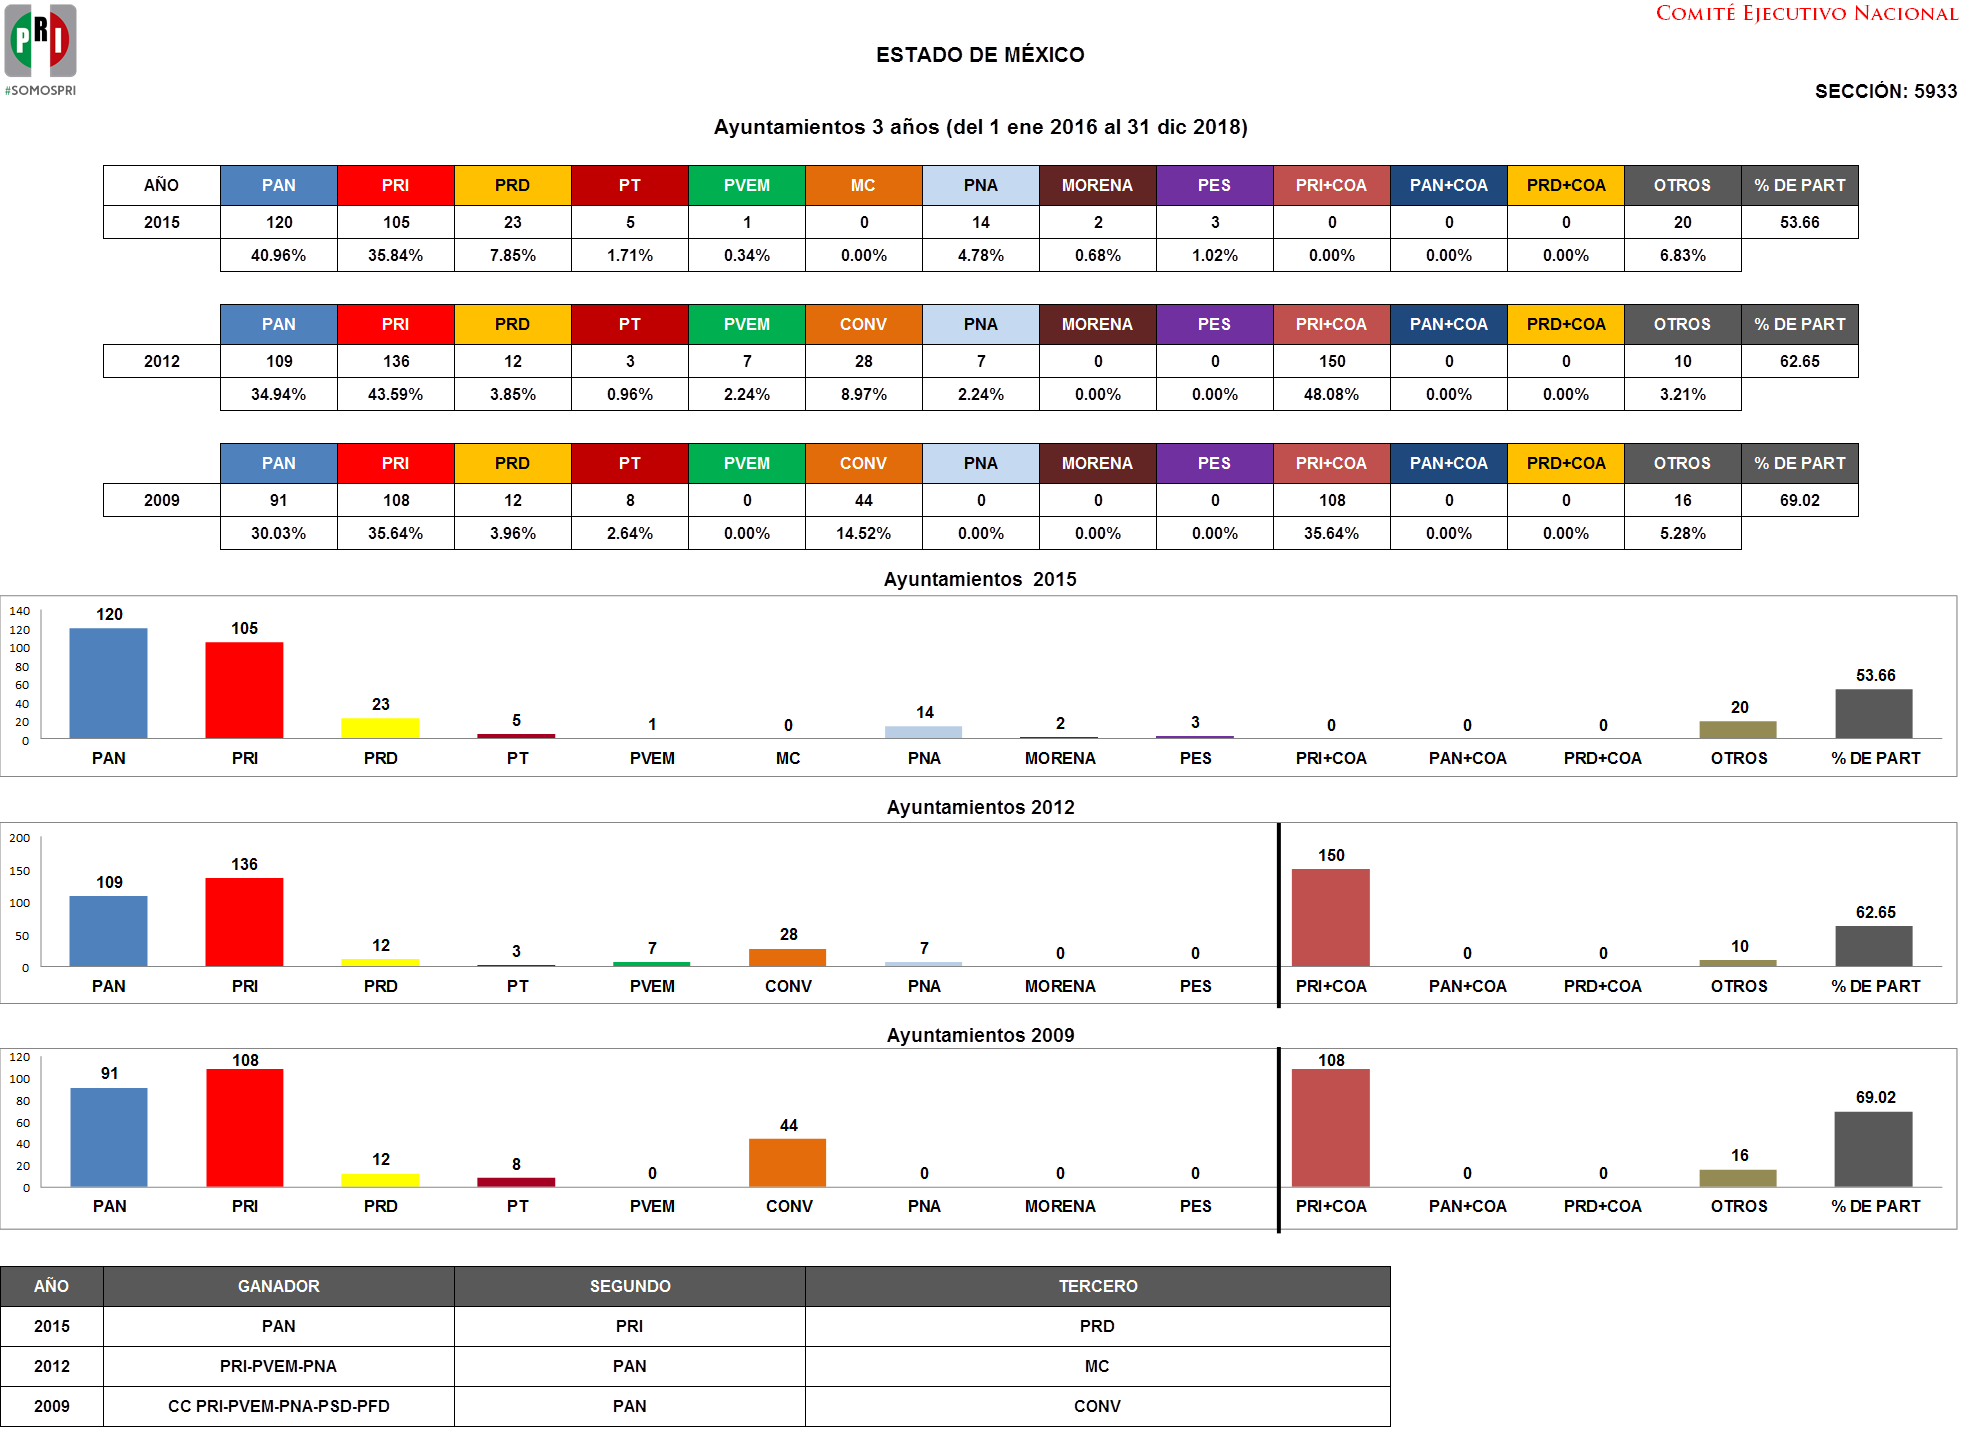 COMITÉ EJECUTIVO NACIONAL
PRI
#SOMOSPRI
ESTADO DE MÉXICO
SECCIÓN: 5933
Ayuntamientos 3 años (del 1 ene 2016 al 31 dic 2018)
AÑO PAN PRI PRD PT PVEM MC PNA MORENA PES PRI+COA PAN+COA PRD+COA OTROS % DE PART
2015 120 105 23 5 1 0 14 2 3 0 0 0 20 53.66
40.96% 35.84% 7.85% 1.71% 0.34% 0.00% 4.78% 0.68% 1.02% 0.00% 0.00% 0.00% 6.83%
PAN PRI PRD PT PVEM CONV PNA MORENA PES PRI+COA PAN+COA PRD+COA OTROS % DE PART
2012 109 136 12 3 7 28 7 0 0 150 0 0 10 62.65
34.94% 43.59% 3.85% 0.96% 2.24% 8.97% 2.24% 0.00% 0.00% 48.08% 0.00% 0.00% 3.21%
PAN PRI PRD PT PVEM CONV PNA MORENA PES PRI+COA PAN+COA PRD+COA OTROS % DE PART
2009 91 108 12 8 0 44 0 0 0 108 0 0 16 69.02
30.03% 35.64% 3.96% 2.64% 0.00% 14.52% 0.00% 0.00% 0.00% 35.64% 0.00% 0.00% 5.28%
Ayuntamientos 2015
140
120
100
80
60
40
20
0
120 105 23 5 1 0 14 2 3 0 0 0 20 53.66
PAN PRI PRD PT PVEM MC PNA MORENA PES PRI+COA PAN+COA PRD+COA OTROS % DE PART
Ayuntamientos 2012
200
150
100
50
0
109 136 12 3 7 28 7 0 0 150 0 0 10 62.65
PAN PRI PRD PT PVEM CONV PNA MORENA PES PRI+COA PAN+COA PRD+COA OTROS % DE PART
Ayuntamientos 2009
120
100
80
60
40
20
0
91 108 12 8 0 44 0 0 0 108 0 0 16 69.02
PAN PRI PRD PT PVEM CONV PNA MORENA PES PRI+COA PAN+COA PRD+COA OTROS % DE PART
AÑO GANADOR SEGUNDO TERCERO
2015 PAN PRI PRD
2012 PRI-PVEM-PNA PAN MC
2009 CC PRI-PVEM-PNA-PSD-PFD PAN CONV